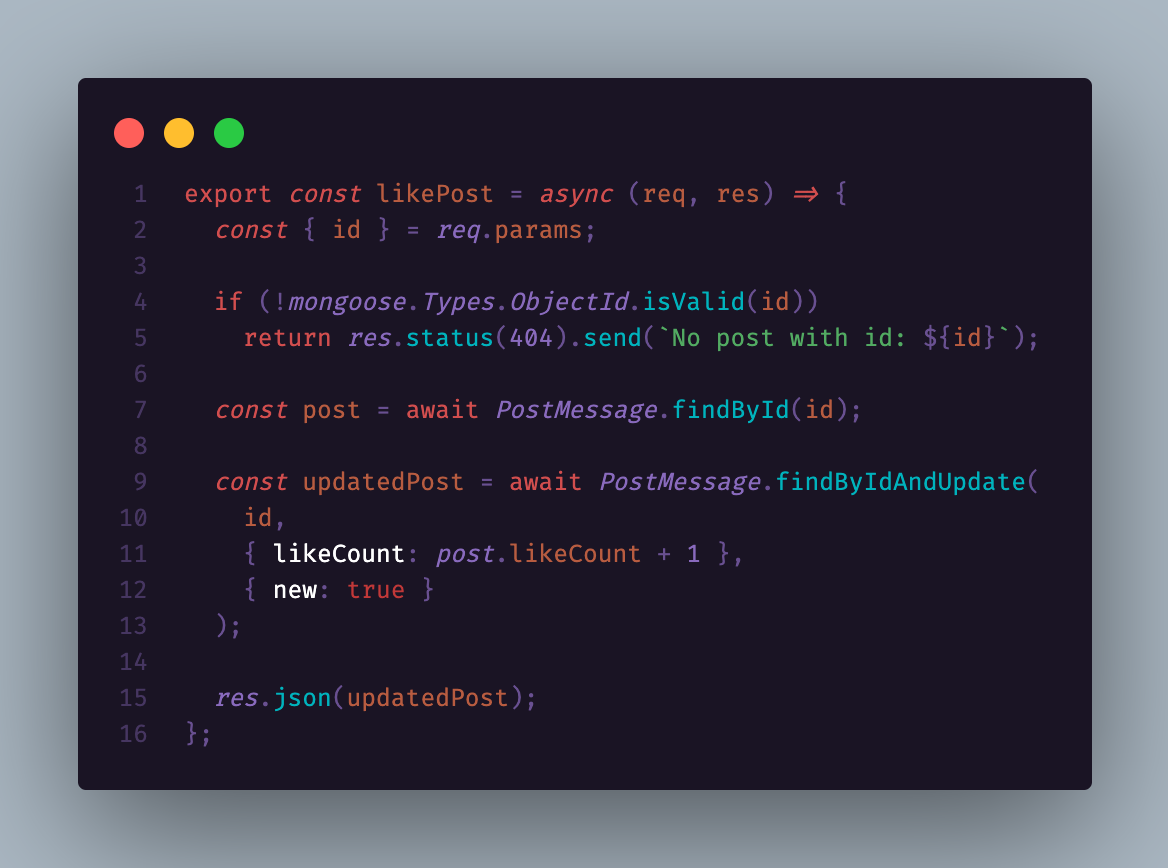 1 export const likePost = async (req, res) => {
2   const { id } = req.params;
3
4   if (!mongoose.Types.ObjectId.isValid(id))
5     return res.status(404).send(`No post with id: ${id}`);
6
7   const post = await PostMessage.findById(id);
8
9   const updatedPost = await PostMessage.findByIdAndUpdate(
10     id,
11     { likeCount: post.likeCount + 1 },
12     { new: true }
13   );
14
15   res.json(updatedPost);
16 };